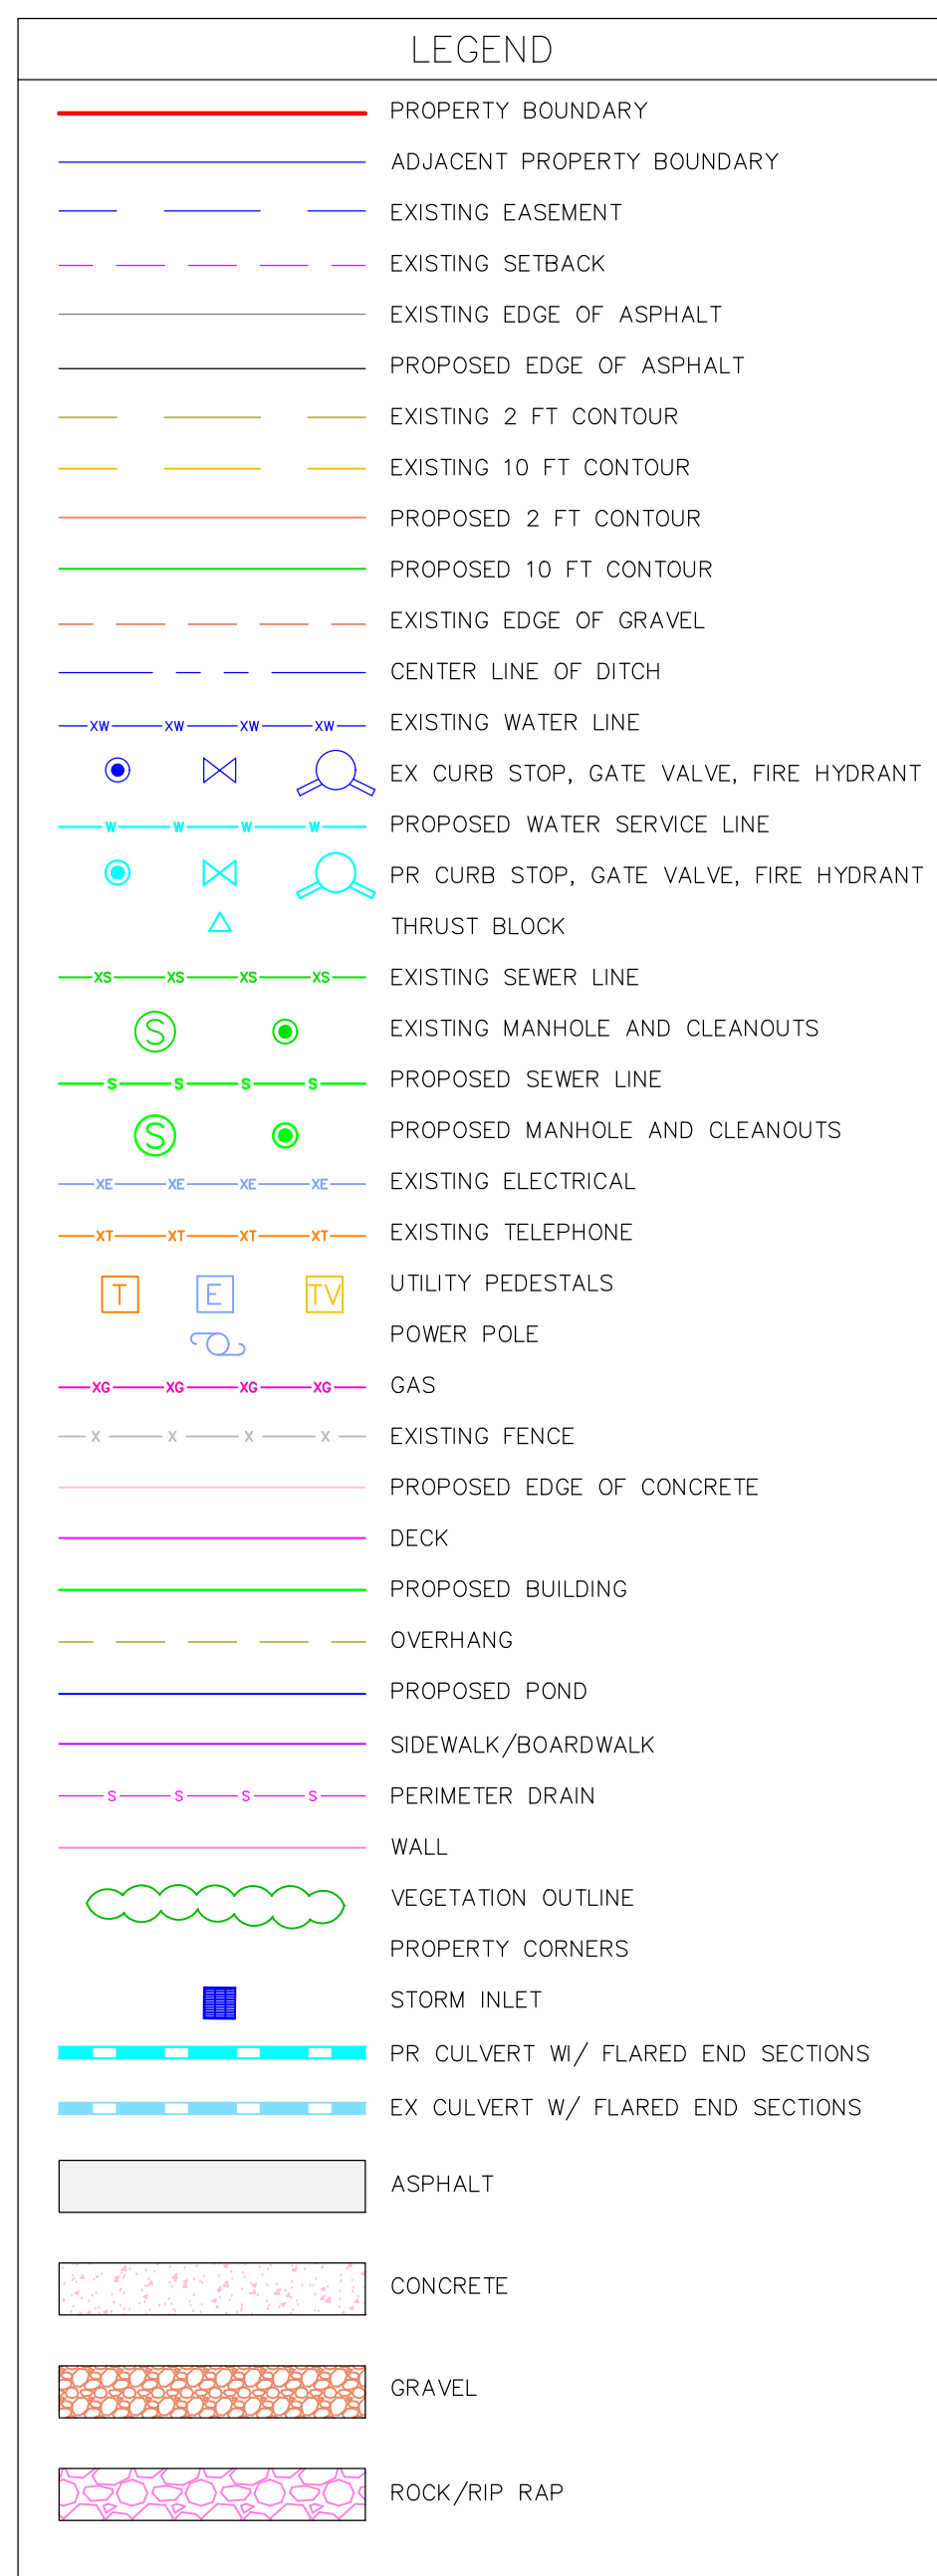 LEGEND
PROPERTY BOUNDARY
ADJACENT PROPERTY BOUNDARY
EXISTING EASEMENT
EXISTING SETBACK
EXISTING EDGE OF ASPHALT
PROPOSED EDGE OF ASPHALT
EXISTING 2 FT CONTOUR
EXISTING 10 FT CONTOUR
PROPOSED 2 FT CONTOUR
PROPOSED 10 FT CONTOUR
EXISTING EDGE OF GRAVEL
CENTER LINE OF DITCH
XW XW XW XW EXISTING WATER LINE
EX CURB STOP, GATE VALVE, FIRE HYDRANT
W W W W PROPOSED WATER SERVICE LINE
PR CURB STOP, GATE VALVE, FIRE HYDRANT
THRUST BLOCK
XS XS XS XS EXISTING SEWER LINE
S EXISTING MANHOLE AND CLEANOUTS
S S S S PROPOSED SEWER LINE
S PROPOSED MANHOLE AND CLEANOUTS
XE XE XE XE EXISTING ELECTRICAL
XT XT XT XT EXISTING TELEPHONE
T E TV UTILITY PEDESTALS
POWER POLE
XG XG XG XG GAS
X X X X EXISTING FENCE
PROPOSED EDGE OF CONCRETE
DECK
PROPOSED BUILDING
OVERHANG
PROPOSED POND
SIDEWALK/BOARDWALK
S S S S PERIMETER DRAIN
WALL
VEGETATION OUTLINE
PROPERTY CORNERS
STORM INLET
PR CULVERT WI/ FLARED END SECTIONS
EX CULVERT W/ FLARED END SECTIONS
ASPHALT
CONCRETE
GRAVEL
ROCK/RIP RAP